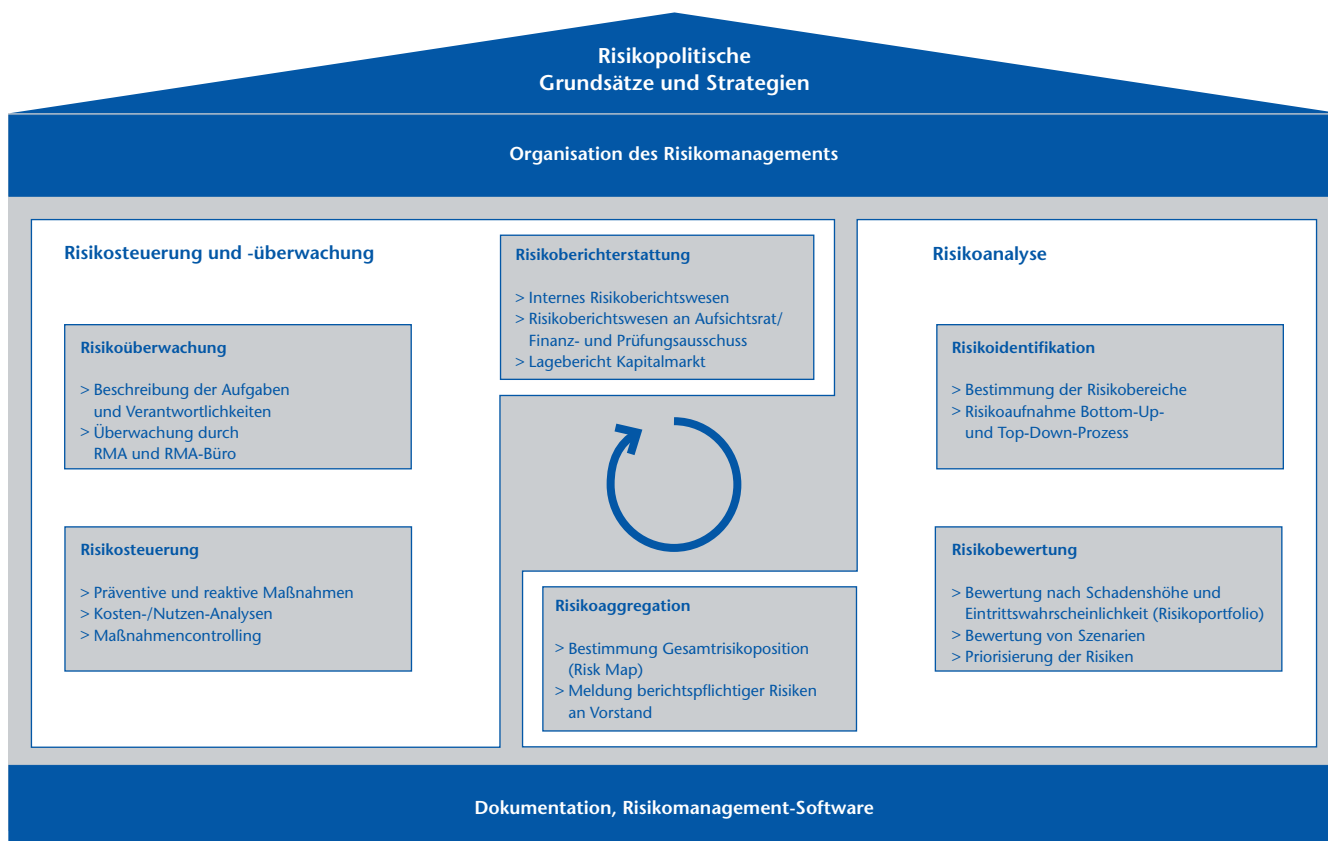 Risikopolitische
Grundsätze und Strategien
Organisation des Risikomanagements
Risikosteuerung und -überwachung
Risikoüberwachung
> Beschreibung der Aufgaben
und Verantwortlichkeiten
> Überwachung durch
RMA und RMA-Büro
Risikosteuerung
> Präventive und reaktive Maßnahmen
> Kosten-/Nutzen-Analysen
> Maßnahmencontrolling
Risikoberichterstattung
> Internes Risikoberichtswesen
> Risikoberichtswesen an Aufsichtsrat/
Finanz- und Prüfungsausschuss
> Lagebericht Kapitalmarkt
Risikoanalyse
Risikoidentifikation
> Bestimmung der Risikobereiche
> Risikoaufnahme Bottom-Up-
und Top-Down-Prozess
Risikobewertung
> Bewertung nach Schadenshöhe und
Eintrittswahrscheinlichkeit (Risikoportfolio)
> Bewertung von Szenarien
> Priorisierung der Risiken
Risikoaggregation
> Bestimmung Gesamtrisikoposition
(Risk Map)
> Meldung berichtspflichtiger Risiken
an Vorstand
Dokumentation, Risikomanagement-Software